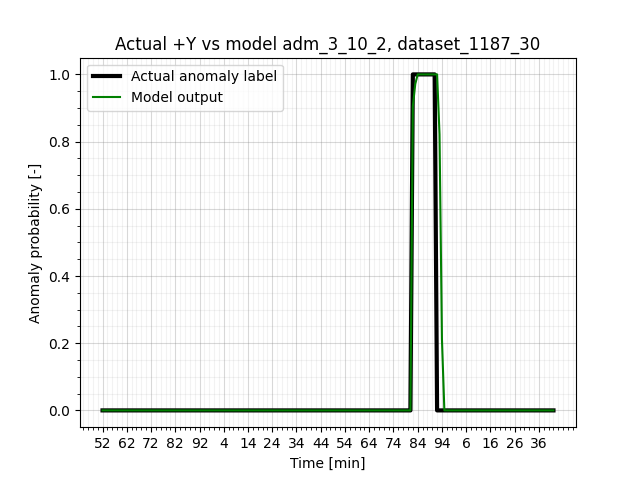 Actual +Y vs model adm_3_10_2, dataset_1187_30
Actual anomaly label
Model output
Anomaly probability [-]
1.0
0.8
0.6
0.4
0.2
0.0
52 62 72 82 92 4 14 24 34 44 54 64 74 84 94 6 16 26 36
Time [min]